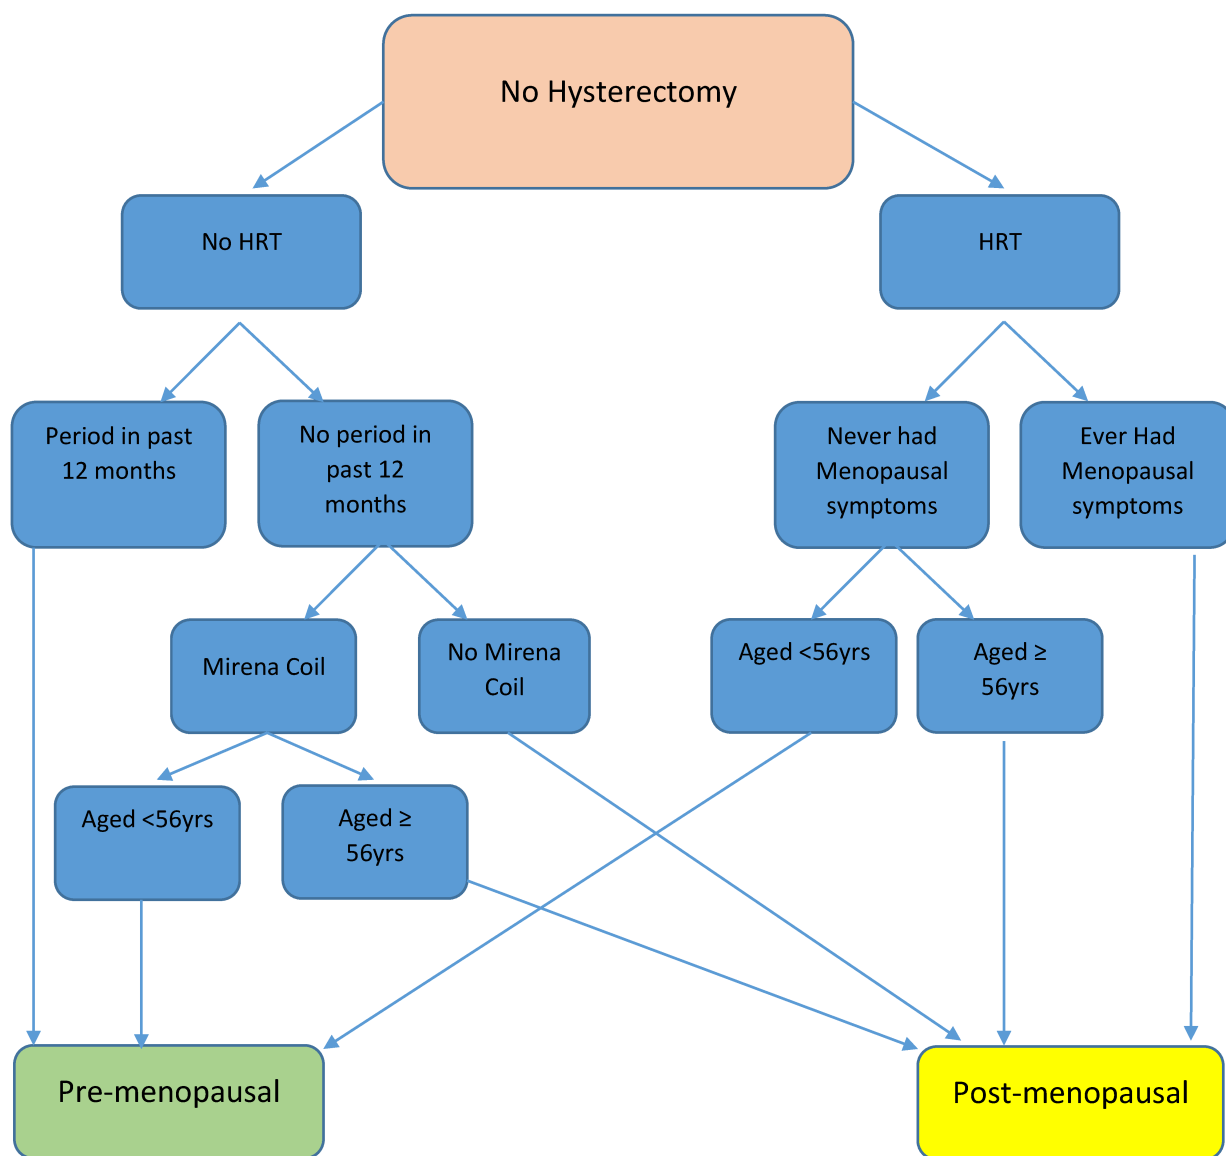 No Hysterectomy
No HRT
HRT
Period in past
12 months
No period in
past 12
months
Never had
Menopausal
symptoms
Ever Had
Menopausal
symptoms
Mirena Coil
No Mirena
Coil
Aged <56yrs
Aged ≥
56yrs
Aged <56yrs
Aged ≥
56yrs
Pre-menopausal
Post-menopausal